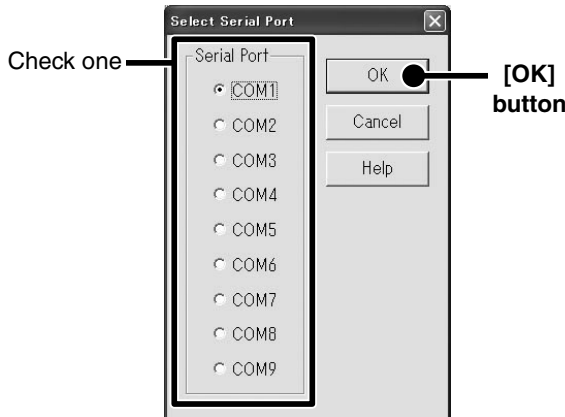 Select Serial Port
Check one
Serial Port
COM1
COM2
COM3
COM4
COM5
COM6
COM7
COM8
COM9
OK
Cancel
Help
[OK]
button